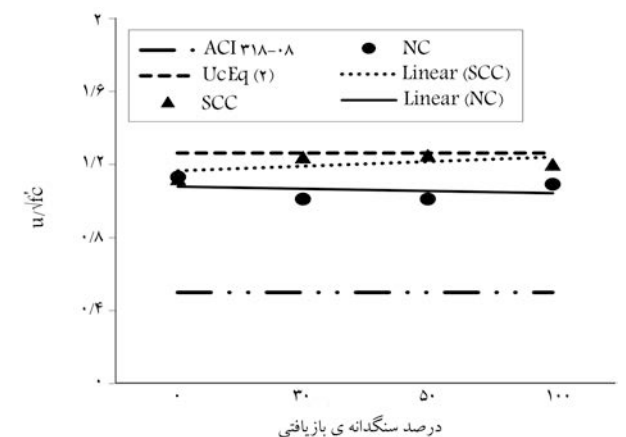 ۲
ACI ۳۱۸-۰۸
NC
UcEq (۲)
Linear (SCC)
SCC
Linear (NC)
۱/۶
۱/۲
u/√f'c
۰/۸
۰/۴
۰
۰ ۳۰ ۵۰ ۱۰۰
درصد سنگدانه ی بازیافتی